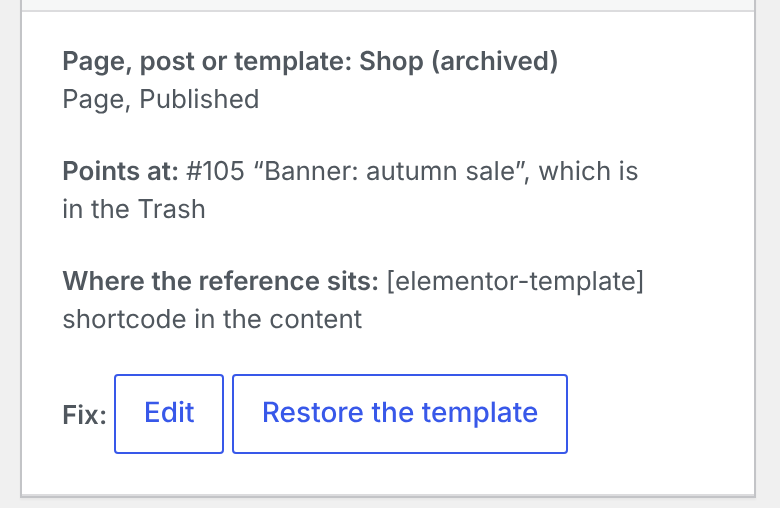 Page, post or template: Shop (archived)
Page, Published
Points at: #105 “Banner: autumn sale”, which is
in the Trash
Where the reference sits: [elementor-template]
shortcode in the content
Fix: Edit Restore the template